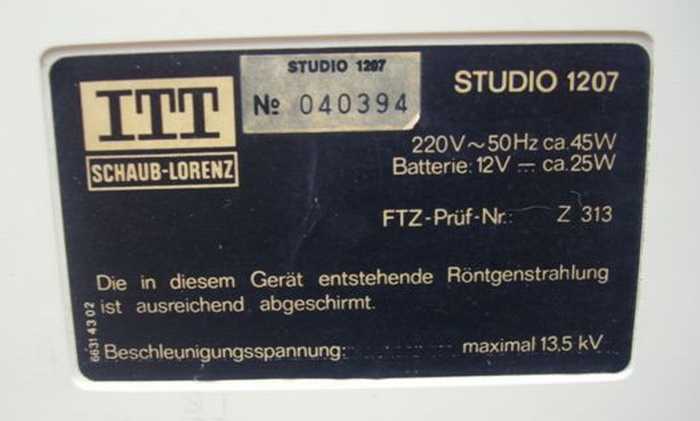 ITT
SCHAUB-LORENZ
STUDIO 1207
№ 040394
STUDIO 1207
220V~50Hz ca.45W
Batterie: 12V ⎓ ca.25W
FTZ-Prüf-Nr.: Z 313
Die in diesem Gerät entstehende Röntgenstrahlung
ist ausreichend abgeschirmt.
Beschleunigungsspannung: maximal 13,5 kV
6631 43 02